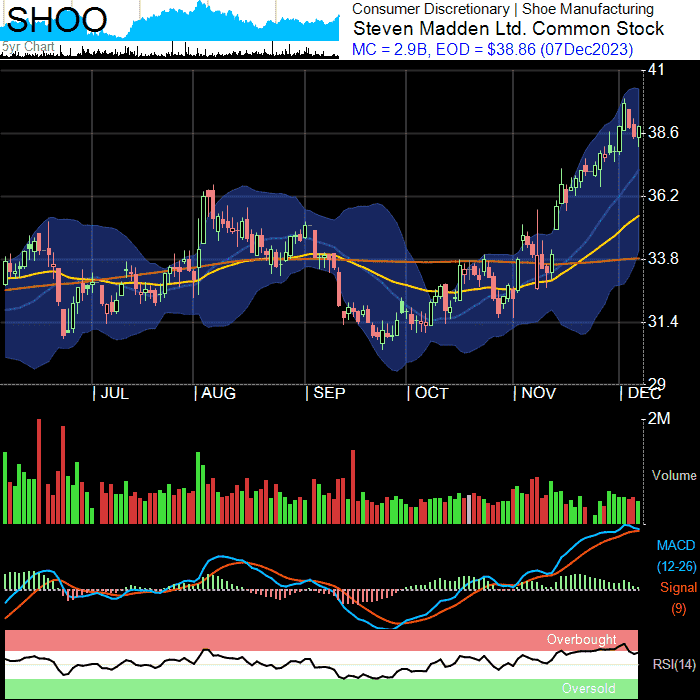 SHOO
5yr Chart
Consumer Discretionary | Shoe Manufacturing
Steven Madden Ltd. Common Stock
MC = 2.9B, EOD = $38.86 (07Dec2023)
41
38.6
36.2
33.8
31.4
29
| JUL | AUG | SEP | OCT | NOV | DEC
2M
Volume
MACD
(12-26)
Signal
(9)
Overbought
RSI(14)
Oversold